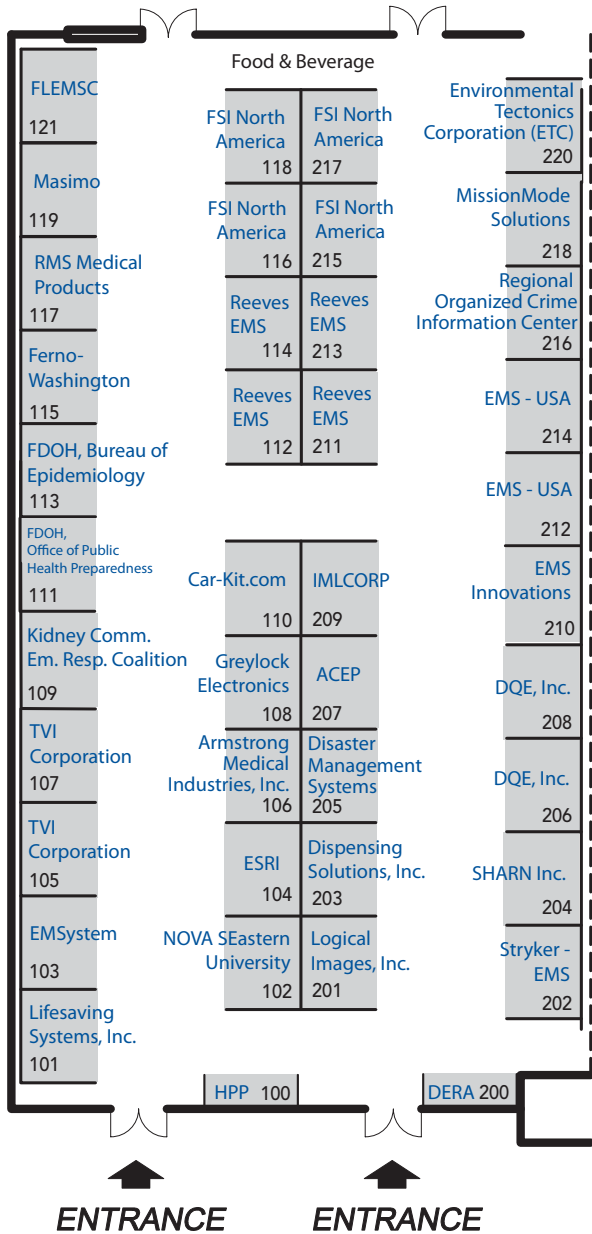 Food & Beverage
FLEMSC
121
Masimo
119
RMS Medical
Products
117
Ferno-
Washington
115
FDOH, Bureau of
Epidemiology
113
FDOH,
Office of Public
Health Preparedness
111
Kidney Comm.
Em. Resp. Coalition
109
TVI
Corporation
107
TVI
Corporation
105
EMSystem
103
Lifesaving
Systems, Inc.
101
FSI North
America
118
FSI North
America
217
FSI North
America
116
FSI North
America
215
Reeves
EMS
114
Reeves
EMS
213
Reeves
EMS
112
Reeves
EMS
211
Car-Kit.com
110
IMLCORP
209
Greylock
Electronics
108
ACEP
207
Armstrong
Medical
Industries, Inc.
106
Disaster
Management
Systems
205
ESRI
104
Dispensing
Solutions, Inc.
203
NOVA SEastern
University
102
Logical
Images, Inc.
201
Environmental
Tectonics
Corporation (ETC)
220
MissionMode
Solutions
218
Regional
Organized Crime
Information Center
216
EMS - USA
214
EMS - USA
212
EMS
Innovations
210
DQE, Inc.
208
DQE, Inc.
206
SHARN Inc.
204
Stryker -
EMS
202
HPP 100
DERA 200
ENTRANCE
ENTRANCE